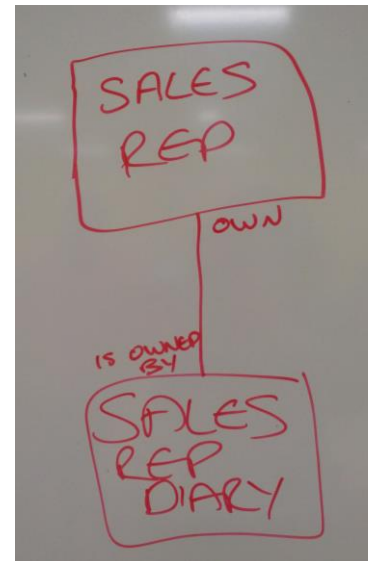 SALES
REP
OWN
IS OWNED
BY
SALES
REP
DIARY